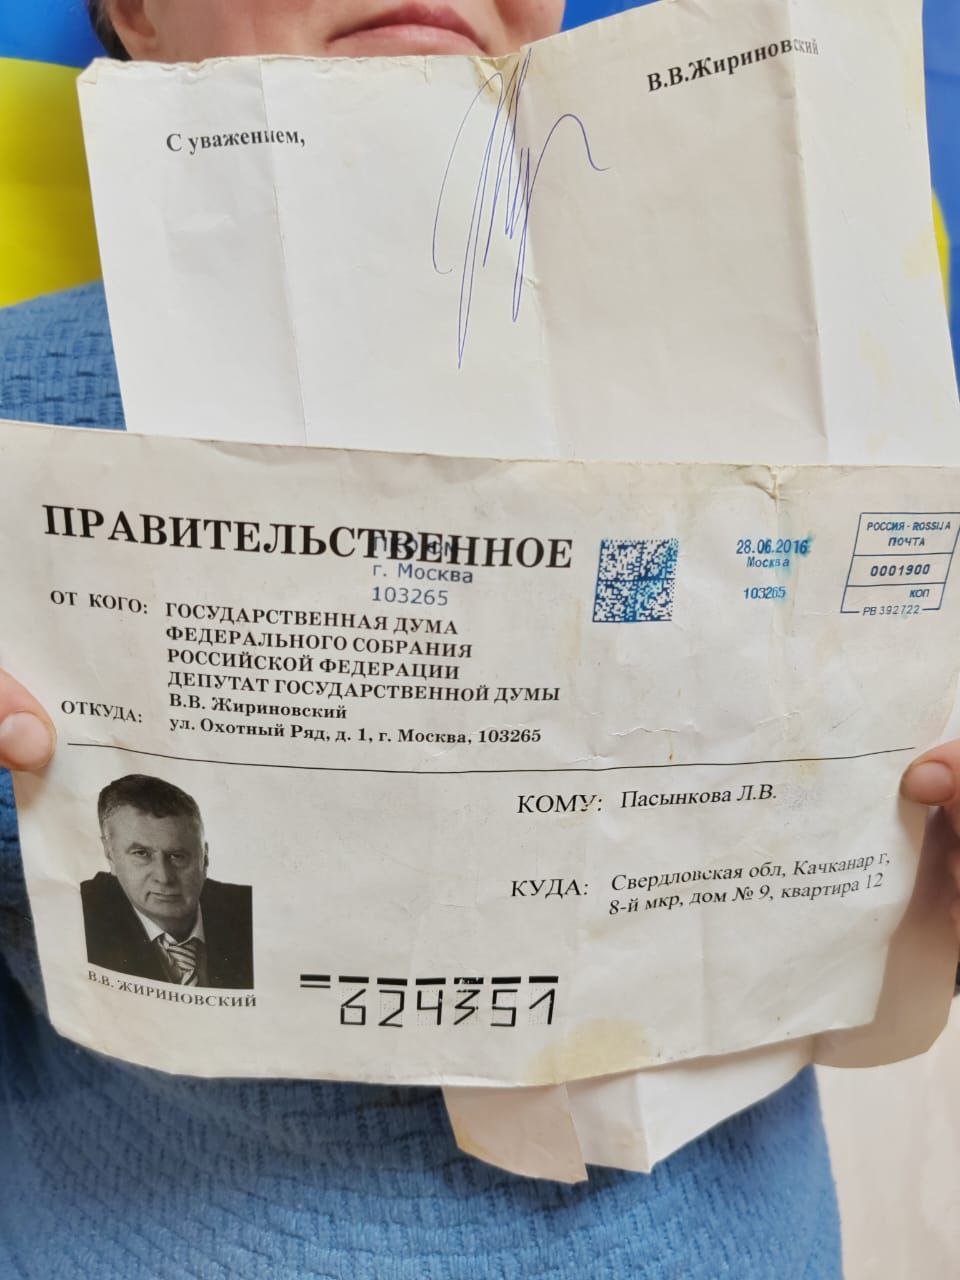 С уважением,
В.В.Жириновский
ПРАВИТЕЛЬСТВЕННОЕ
г. Москва
103265
28.06.2016
Москва
103265
РОССИЯ - ROSSIJA
ПОЧТА
0001900
КОП
РВ392722
ОТ КОГО: ГОСУДАРСТВЕННАЯ ДУМА
ФЕДЕРАЛЬНОГО СОБРАНИЯ
РОССИЙСКОЙ ФЕДЕРАЦИИ
ДЕПУТАТ ГОСУДАРСТВЕННОЙ ДУМЫ
В.В. Жириновский
ОТКУДА: ул. Охотный Ряд, д. 1, г. Москва, 103265
КОМУ: Пасынкова Л.В.
КУДА: Свердловская обл, Качканар г,
8-й мкр, дом № 9, квартира 12
В.В. ЖИРИНОВСКИЙ
624351